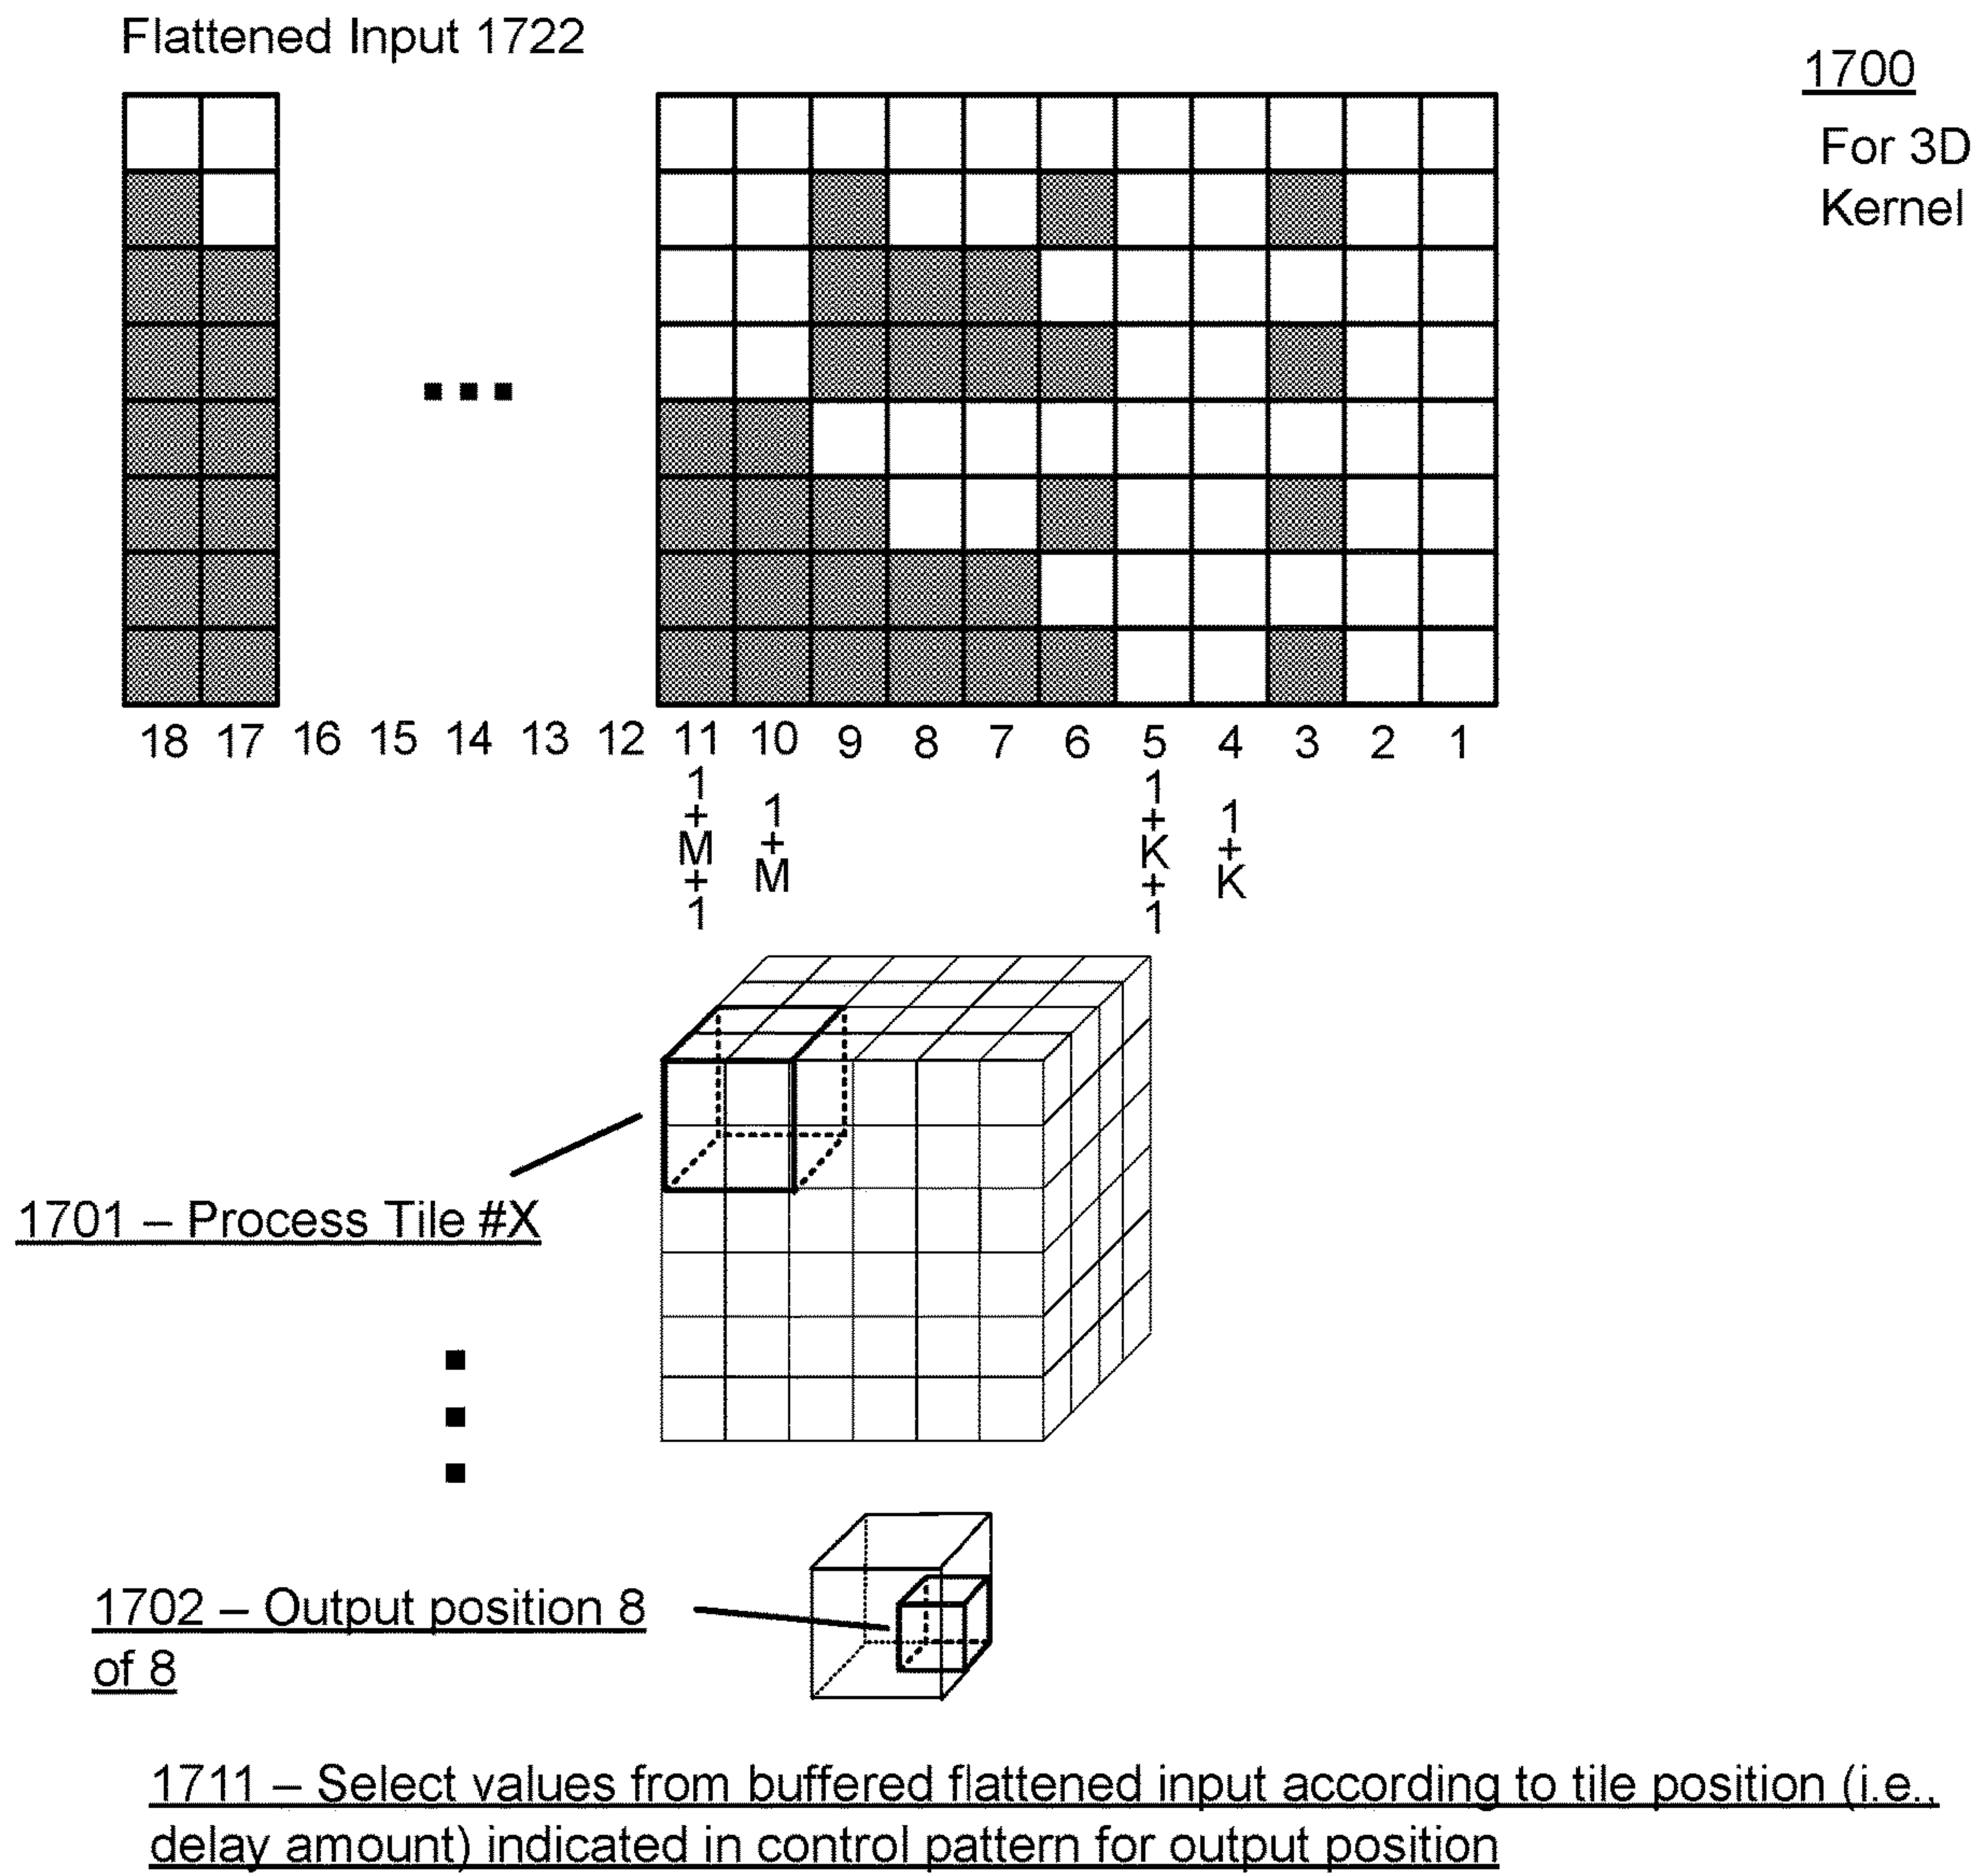 Flattened Input 1722
1700
For 3D
Kernel
18 17 16 15 14 13 12 11 10 9 8 7 6 5 4 3 2 1
1
+
M
+
1
1
+
M
1
+
K
+
1
1
+
K
1701 – Process Tile #X
1702 – Output position 8
of 8
1711 – Select values from buffered flattened input according to tile position (i.e.,
delay amount) indicated in control pattern for output position